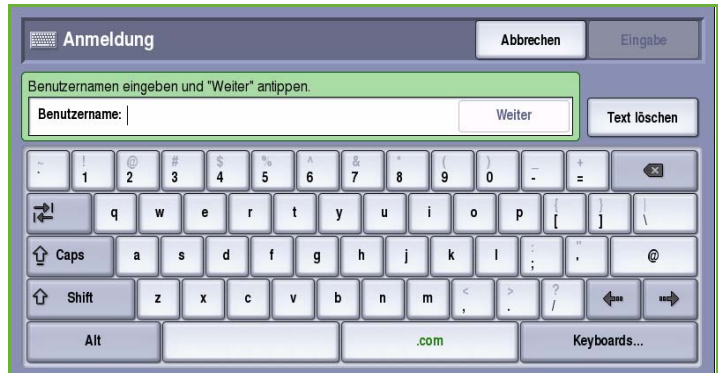 Anmeldung Abbrechen Eingabe
Benutzernamen eingeben und "Weiter" antippen.
Benutzername: Weiter Text löschen
~ ` ! 1 @ 2 # 3 $ 4 % 5 ^ 6 & 7 * 8 ( 9 ) 0 _ - + =
q w e r t y u i o p { [ } ] | \
Caps a s d f g h j k l : ; " ' @
Shift z x c v b n m < , > . ? /
Alt .com Keyboards...